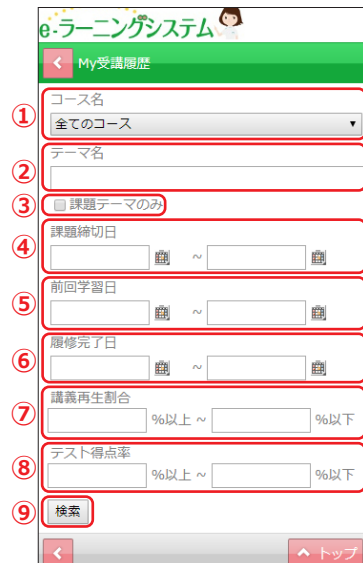 e-ラーニングシステム
My受講履歴
① コース名
全てのコース
② テーマ名
③ 課題テーマのみ
④ 課題締切日
~
⑤ 前回学習日
~
⑥ 履修完了日
~
⑦ 講義再生割合
%以上 ~ %以下
⑧ テスト得点率
%以上 ~ %以下
⑨ 検索
トップ